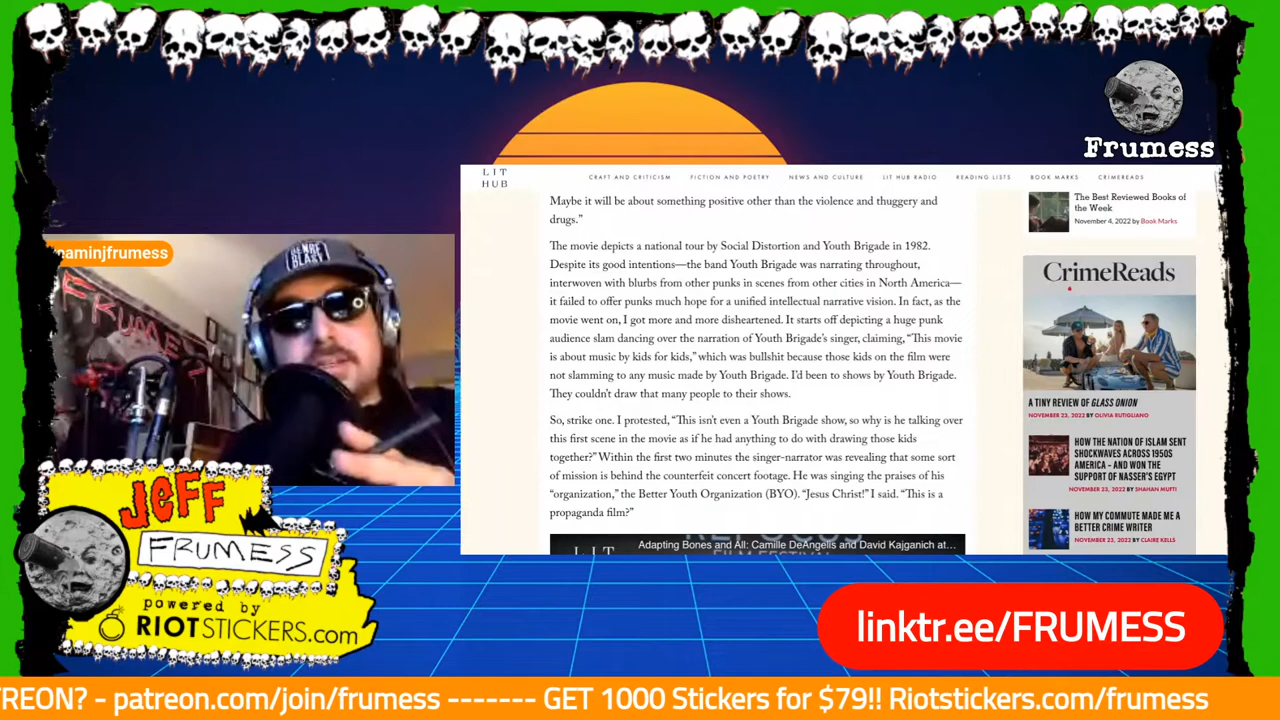 Frumess
LIT
HUB
CRAFT AND CRITICISM
FICTION AND POETRY
NEWS AND CULTURE
LIT HUB RADIO
READING LISTS
BOOK MARKS
CRIMEREADS
Maybe it will be about something positive other than the violence and thuggery and
drugs.”
The movie depicts a national tour by Social Distortion and Youth Brigade in 1982.
Despite its good intentions—the band Youth Brigade was narrating throughout,
interwoven with blurbs from other punks in scenes from other cities in North America—
it failed to offer punks much hope for a unified intellectual narrative vision. In fact, as the
movie went on, I got more and more disheartened. It starts off depicting a huge punk
audience slam dancing over the narration of Youth Brigade’s singer, claiming, “This movie
is about music by kids for kids,” which was bullshit because those kids on the film were
not slamming to any music made by Youth Brigade. I’d been to shows by Youth Brigade.
They couldn’t draw that many people to their shows.
So, strike one. I protested, “This isn’t even a Youth Brigade show, so why is he talking over
this first scene in the movie as if he had anything to do with drawing those kids
together?” Within the first two minutes the singer-narrator was revealing that some sort
of mission is behind the counterfeit concert footage. He was singing the praises of his
“organization,” the Better Youth Organization (BYO). “Jesus Christ!” I said. “This is a
propaganda film?”
LIT
Adapting Bones and All: Camille DeAngelis and David Kajganich at...
The Best Reviewed Books of
the Week
November 4, 2022 by Book Marks
CrimeReads
A TINY REVIEW OF GLASS ONION
NOVEMBER 23, 2022 BY OLIVIA RUTIGLIANO
HOW THE NATION OF ISLAM SENT
SHOCKWAVES ACROSS 1950S
AMERICA – AND WON THE
SUPPORT OF NASSER'S EGYPT
NOVEMBER 23, 2022 BY SHAHAN MUFTI
HOW MY COMMUTE MADE ME A
BETTER CRIME WRITER
NOVEMBER 23, 2022 BY CLAIRE KELLS
eaminjfrumess
FRUMESS
GENRE
BLAST
JEFF
FRUMESS
powered by
RIOTSTICKERS.com
linktr.ee/FRUMESS
TREON? - patreon.com/join/frumess ------- GET 1000 Stickers for $79!! Riotstickers.com/frumess